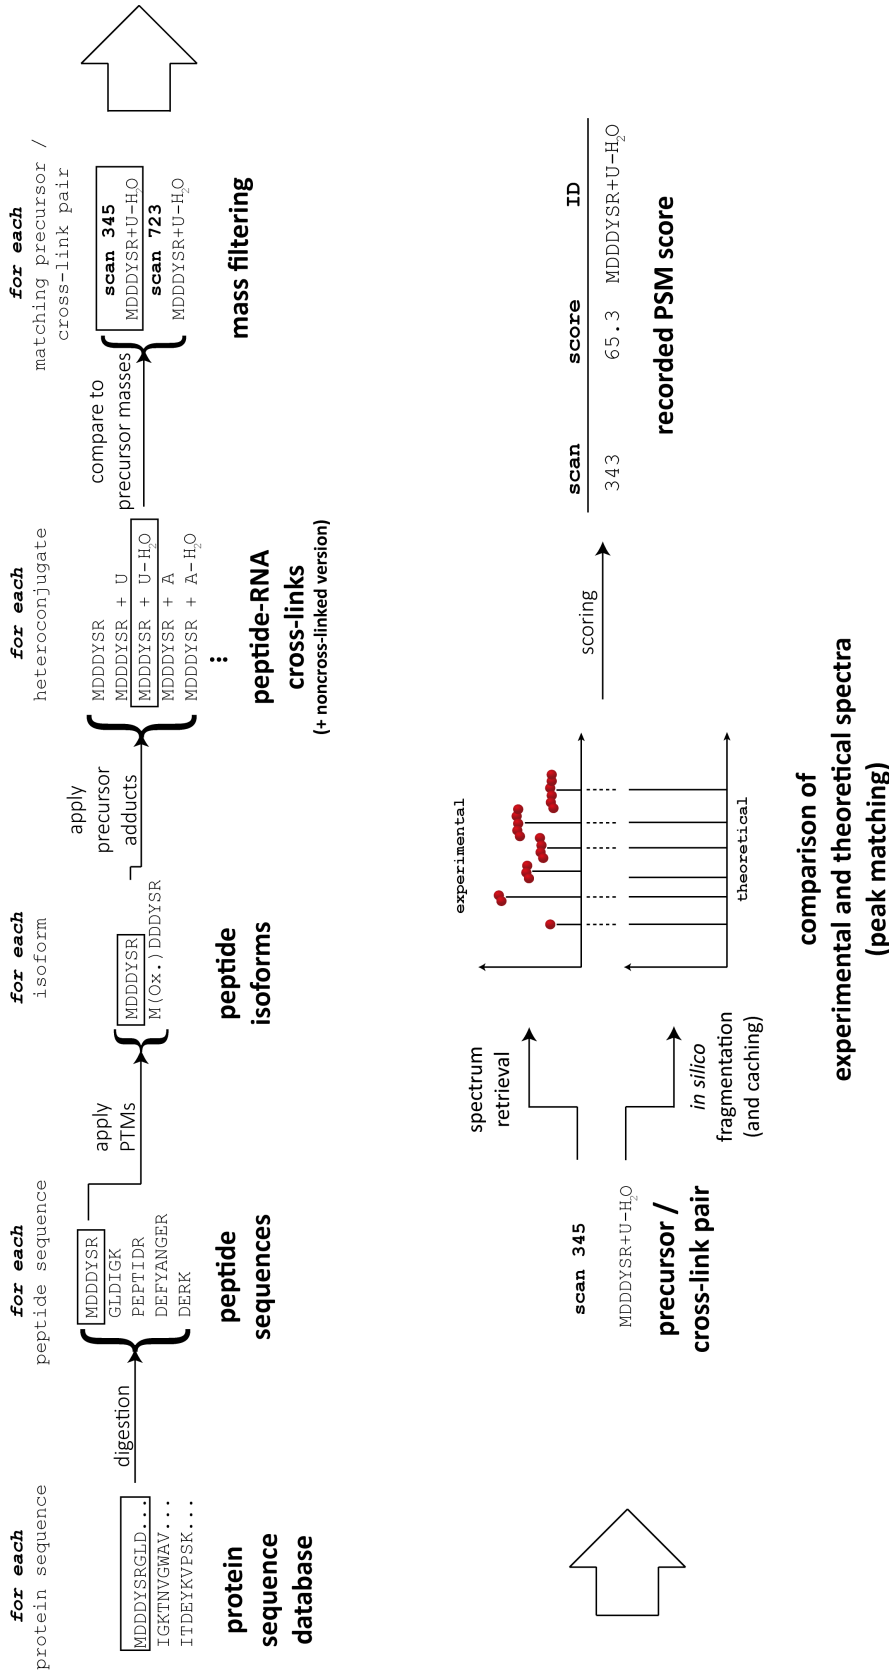 for each
protein sequence
MDDDYSRGLD...
IGKTNVGWAV...
ITDEYKVPSK...
protein
sequence
database
digestion
for each
peptide sequence
MDDDYSR
GLDIGK
PEPTIDR
DEFYANGER
DERK
peptide
sequences
apply
PTMs
for each
isoform
MDDDYSR
M(Ox.)DDDYSR
peptide
isoforms
apply
precursor
adducts
for each
heteroconjugate
MDDDYSR
MDDDYSR + U
MDDDYSR + U-H₂O
MDDDYSR + A
MDDDYSR + A-H₂O
⋮
peptide-RNA
cross-links
(+ noncross-linked version)
compare to
precursor masses
for each
matching precursor /
cross-link pair
scan 345
MDDDYSR+U-H₂O
scan 723
MDDDYSR+U-H₂O
mass filtering
scan 345
MDDDYSR+U-H₂O
precursor /
cross-link pair
spectrum
retrieval
in silico
fragmentation
(and caching)
experimental
theoretical
comparison of
experimental and theoretical spectra
(peak matching)
scoring
scan score ID
343 65.3 MDDDYSR+U-H₂O
recorded PSM score